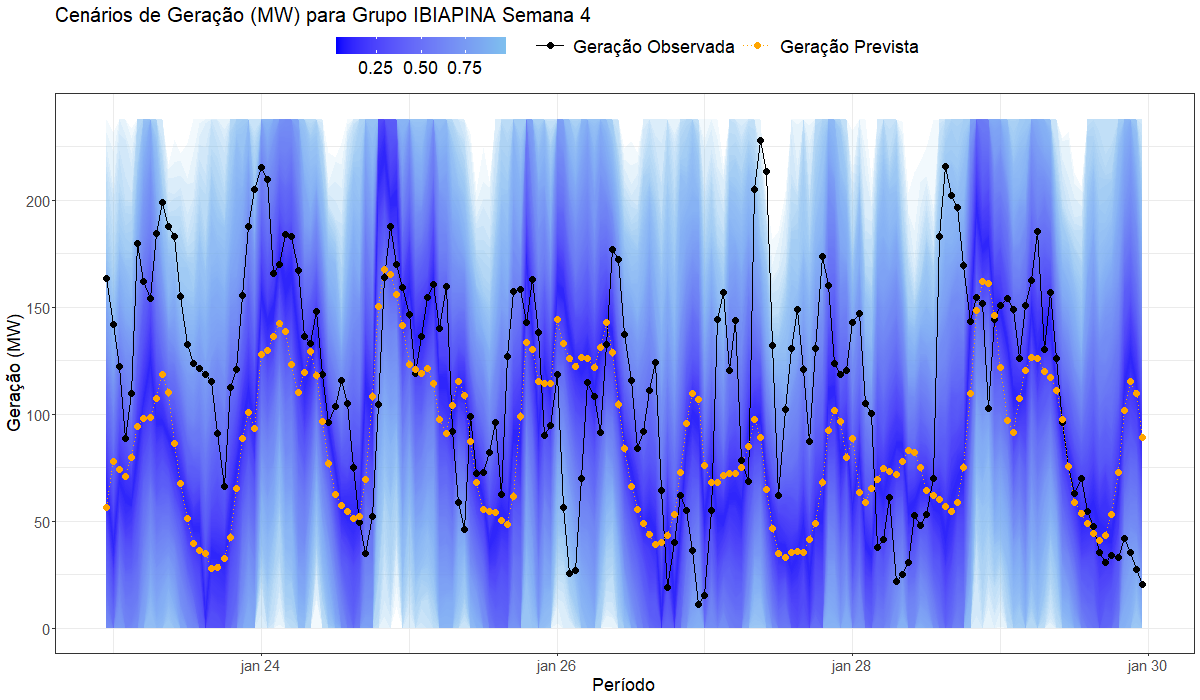 Cenários de Geração (MW) para Grupo IBIAPINA Semana 4
0.25 0.50 0.75 Geração Observada Geração Prevista
Geração (MW)
200
150
100
50
0
jan 24 jan 26 jan 28 jan 30
Período